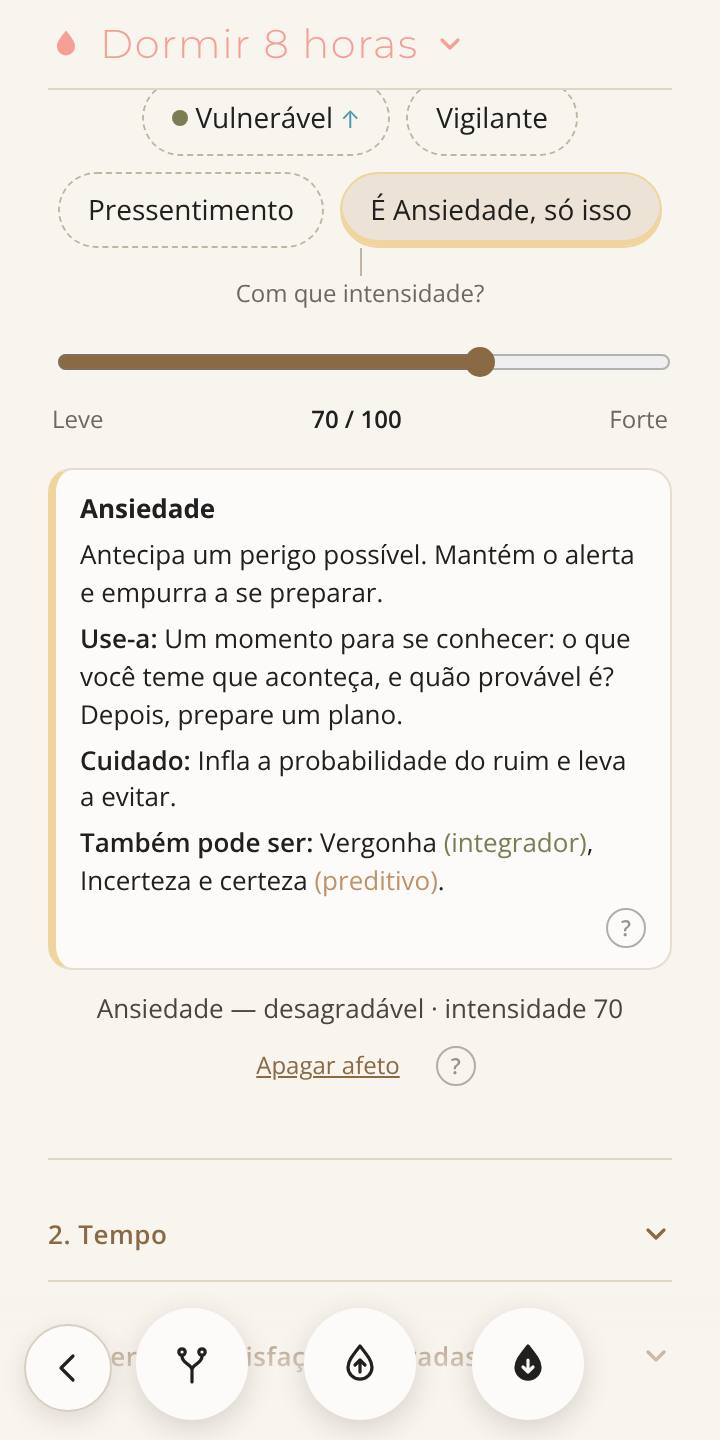 Dormir 8 horas
Vulnerável ↑
Vigilante
Pressentimento
É Ansiedade, só isso
Com que intensidade?
Leve
70 / 100
Forte
Ansiedade
Antecipa um perigo possível. Mantém o alerta
e empurra a se preparar.
Use-a: Um momento para se conhecer: o que
você teme que aconteça, e quão provável é?
Depois, prepare um plano.
Cuidado: Infla a probabilidade do ruim e leva
a evitar.
Também pode ser: Vergonha (integrador),
Incerteza e certeza (preditivo).
?
Ansiedade — desagradável · intensidade 70
Apagar afeto
?
2. Tempo